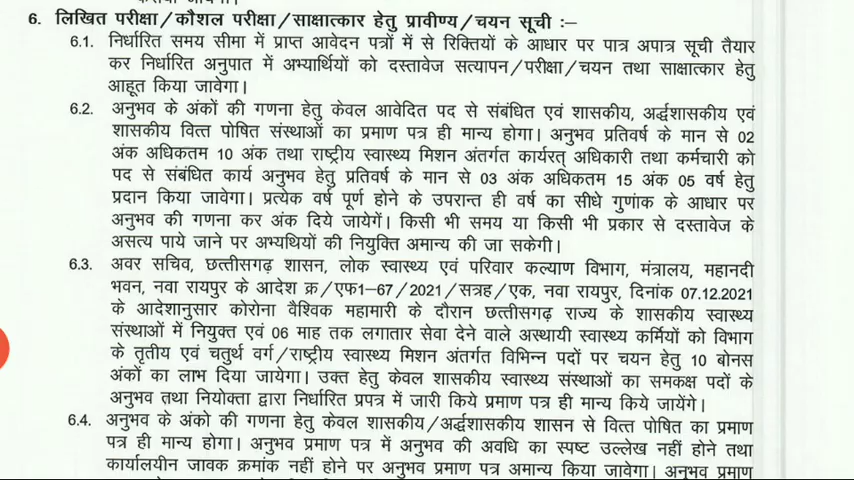 6. लिखित परीक्षा/कौशल परीक्षा/साक्षात्कार हेतु प्रावीण्य/चयन सूची :–
6.1. निर्धारित समय सीमा में प्राप्त आवेदन पत्रों में से रिक्तियों के आधार पर पात्र अपात्र सूची तैयार
कर निर्धारित अनुपात में अभ्यार्थियों को दस्तावेज सत्यापन/परीक्षा/चयन तथा साक्षात्कार हेतु
आहूत किया जावेगा।
6.2. अनुभव के अंकों की गणना हेतु केवल आवेदित पद से संबंधित एवं शासकीय, अर्द्धशासकीय एवं
शासकीय वित्त पोषित संस्थाओं का प्रमाण पत्र ही मान्य होगा। अनुभव प्रतिवर्ष के मान से 02
अंक अधिकतम 10 अंक तथा राष्ट्रीय स्वास्थ्य मिशन अंतर्गत कार्यरत् अधिकारी तथा कर्मचारी को
पद से संबंधित कार्य अनुभव हेतु प्रतिवर्ष के मान से 03 अंक अधिकतम 15 अंक 05 वर्ष हेतु
प्रदान किया जावेगा। प्रत्येक वर्ष पूर्ण होने के उपरान्त ही वर्ष का सीधे गुणांक के आधार पर
अनुभव की गणना कर अंक दिये जायेगें। किसी भी समय या किसी भी प्रकार से दस्तावेज के
असत्य पाये जाने पर अभ्यथियों की नियुक्ति अमान्य की जा सकेगी।
6.3. अवर सचिव, छत्तीसगढ़ शासन, लोक स्वास्थ्य एवं परिवार कल्याण विभाग, मंत्रालय, महानदी
भवन, नवा रायपुर के आदेश क्र/एफ1–67/2021/सत्रह/एक, नवा रायपुर, दिनांक 07.12.2021
के आदेशानुसार कोरोना वैश्विक महामारी के दौरान छत्तीसगढ़ राज्य के शासकीय स्वास्थ्य
संस्थाओं में नियुक्त एवं 06 माह तक लगातार सेवा देने वाले अस्थायी स्वास्थ्य कर्मियों को विभाग
के तृतीय एवं चतुर्थ वर्ग/राष्ट्रीय स्वास्थ्य मिशन अंतर्गत विभिन्न पदों पर चयन हेतु 10 बोनस
अंकों का लाभ दिया जायेगा। उक्त हेतु केवल शासकीय स्वास्थ्य संस्थाओं का समकक्ष पदों के
अनुभव तथा नियोक्ता द्वारा निर्धारित प्रपत्र में जारी किये प्रमाण पत्र ही मान्य किये जायेंगे।
6.4. अनुभव के अंको की गणना हेतु केवल शासकीय/अर्द्धशासकीय शासन से वित्त पोषित का प्रमाण
पत्र ही मान्य होगा। अनुभव प्रमाण पत्र में अनुभव की अवधि का स्पष्ट उल्लेख नहीं होने तथा
कार्यालयीन जावक क्रमांक नहीं होने पर अनुभव प्रमाण पत्र अमान्य किया जावेगा। अनुभव प्रमाण